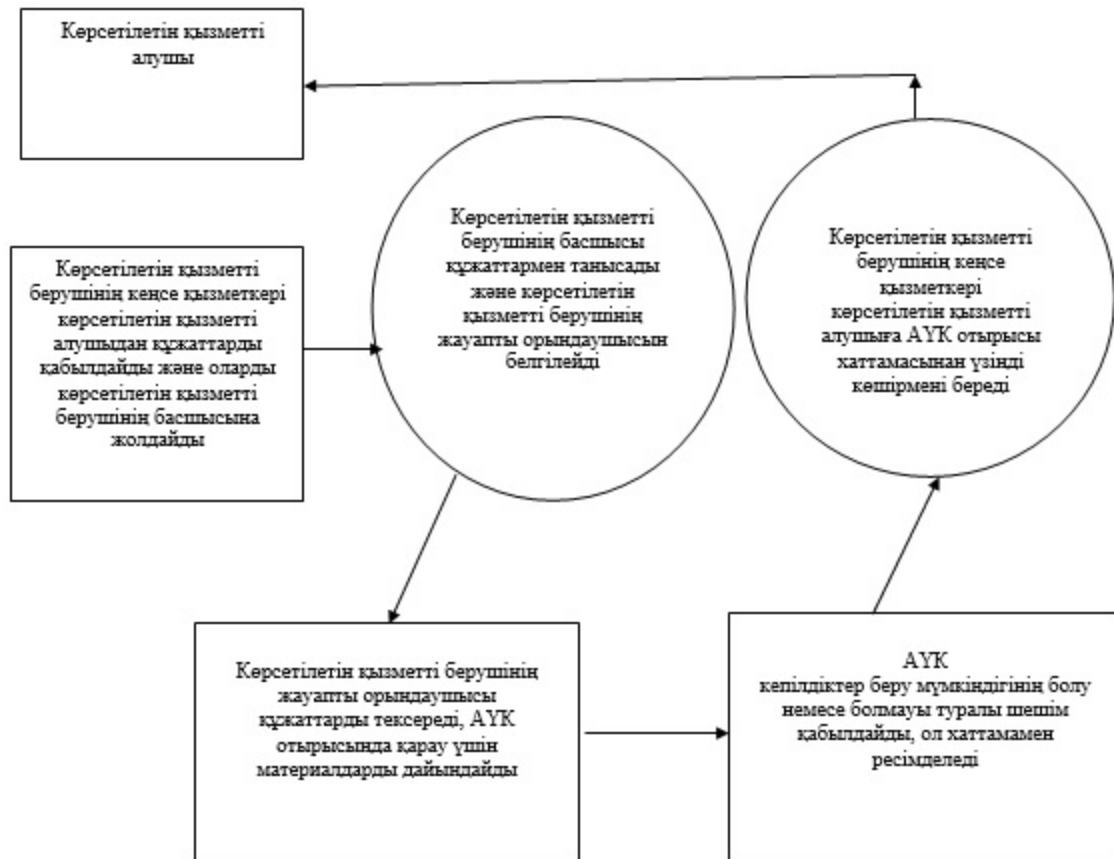 Көрсетілетін қызметті
алушы
Көрсетілетін қызметті
берушінің кеңсе қызметкері
көрсетілетін қызметті
алушыдан құжаттарды
қабылдайды және оларды
көрсетілетін қызметті
берушінің басшысына
жолдайды
Көрсетілетін қызметті
берушінің басшысы
құжаттармен танысады
және көрсетілетін
қызметті берушінің
жауапты орындаушысын
белгілейді
Көрсетілетін қызметті берушінің
жауапты орындаушысы
құжаттарды тексереді, АҮК
отырысында қарау үшін
материалдарды дайындайды
АҮК
кепілдіктер беру мүмкіндігінің болу
немесе болмауы туралы шешім
қабылдайды, ол хаттамамен
ресімделеді
Көрсетілетін қызметті
берушінің кеңсе
қызметкері
көрсетілетін қызметті
алушыға АҮК отырысы
хаттамасынан үзінді
көшірмені береді